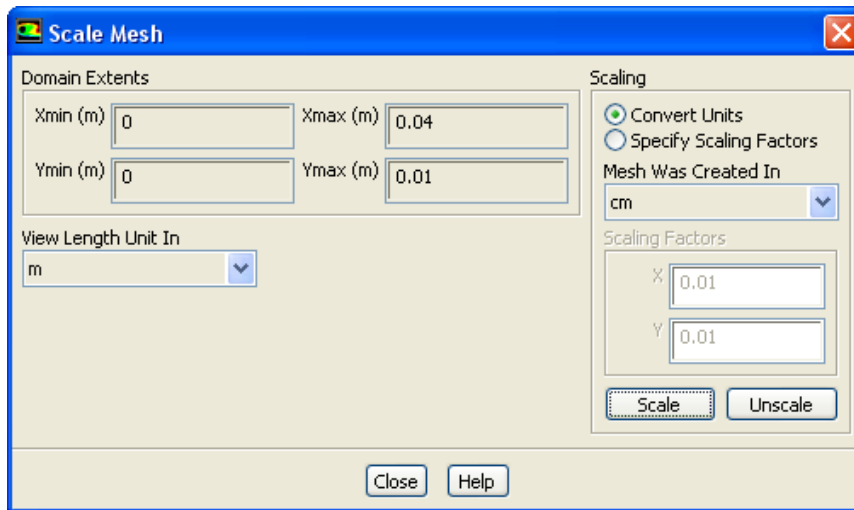 Scale Mesh
Domain Extents
Xmin (m) 0 Xmax (m) 0.04
Ymin (m) 0 Ymax (m) 0.01
View Length Unit In
m
Scaling
Convert Units
Specify Scaling Factors
Mesh Was Created In
cm
Scaling Factors
X 0.01
Y 0.01
Scale Unscale
Close Help